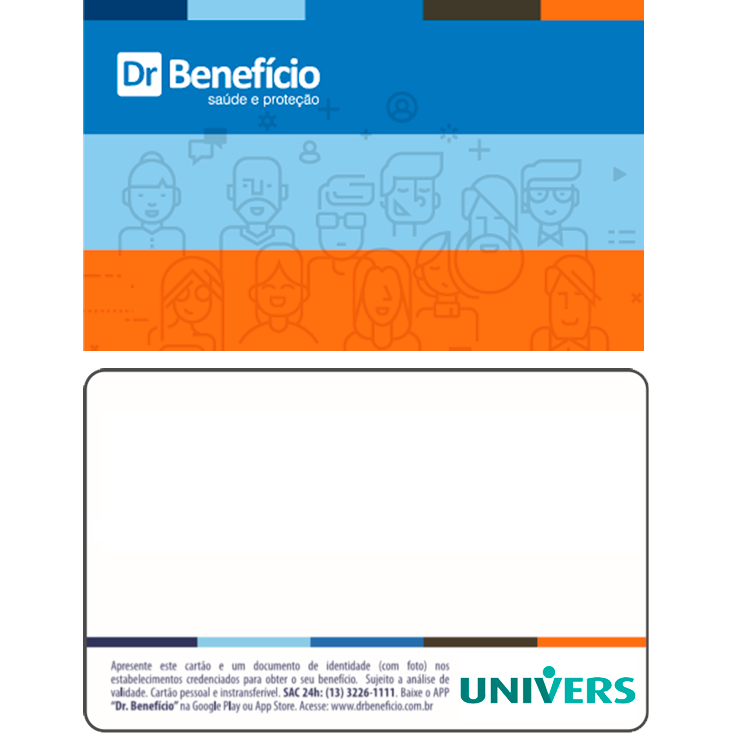 Dr Benefício
saúde e proteção
Apresente este cartão e um documento de identidade (com foto) nos
estabelecimentos credenciados para obter o seu benefício. Sujeito a análise de
validade. Cartão pessoal e instransferível. SAC 24h: (13) 3226-1111. Baixe o APP
"Dr. Benefício" na Google Play ou App Store. Acesse: www.drbeneficio.com.br
UNIVERS